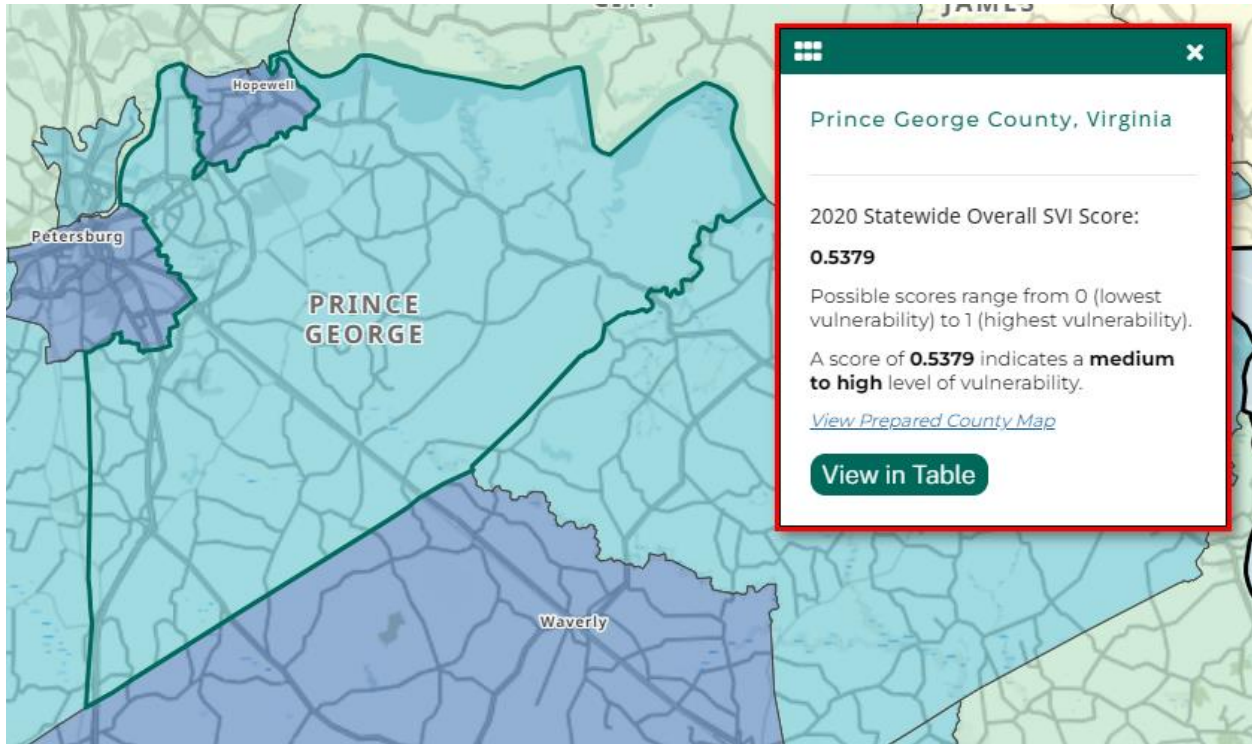 CITY
JAMES
Hopewell
Petersburg
PRINCE
GEORGE
Waverly
Prince George County, Virginia
2020 Statewide Overall SVI Score:
0.5379
Possible scores range from 0 (lowest
vulnerability) to 1 (highest vulnerability).
A score of 0.5379 indicates a medium
to high level of vulnerability.
View Prepared County Map
View in Table